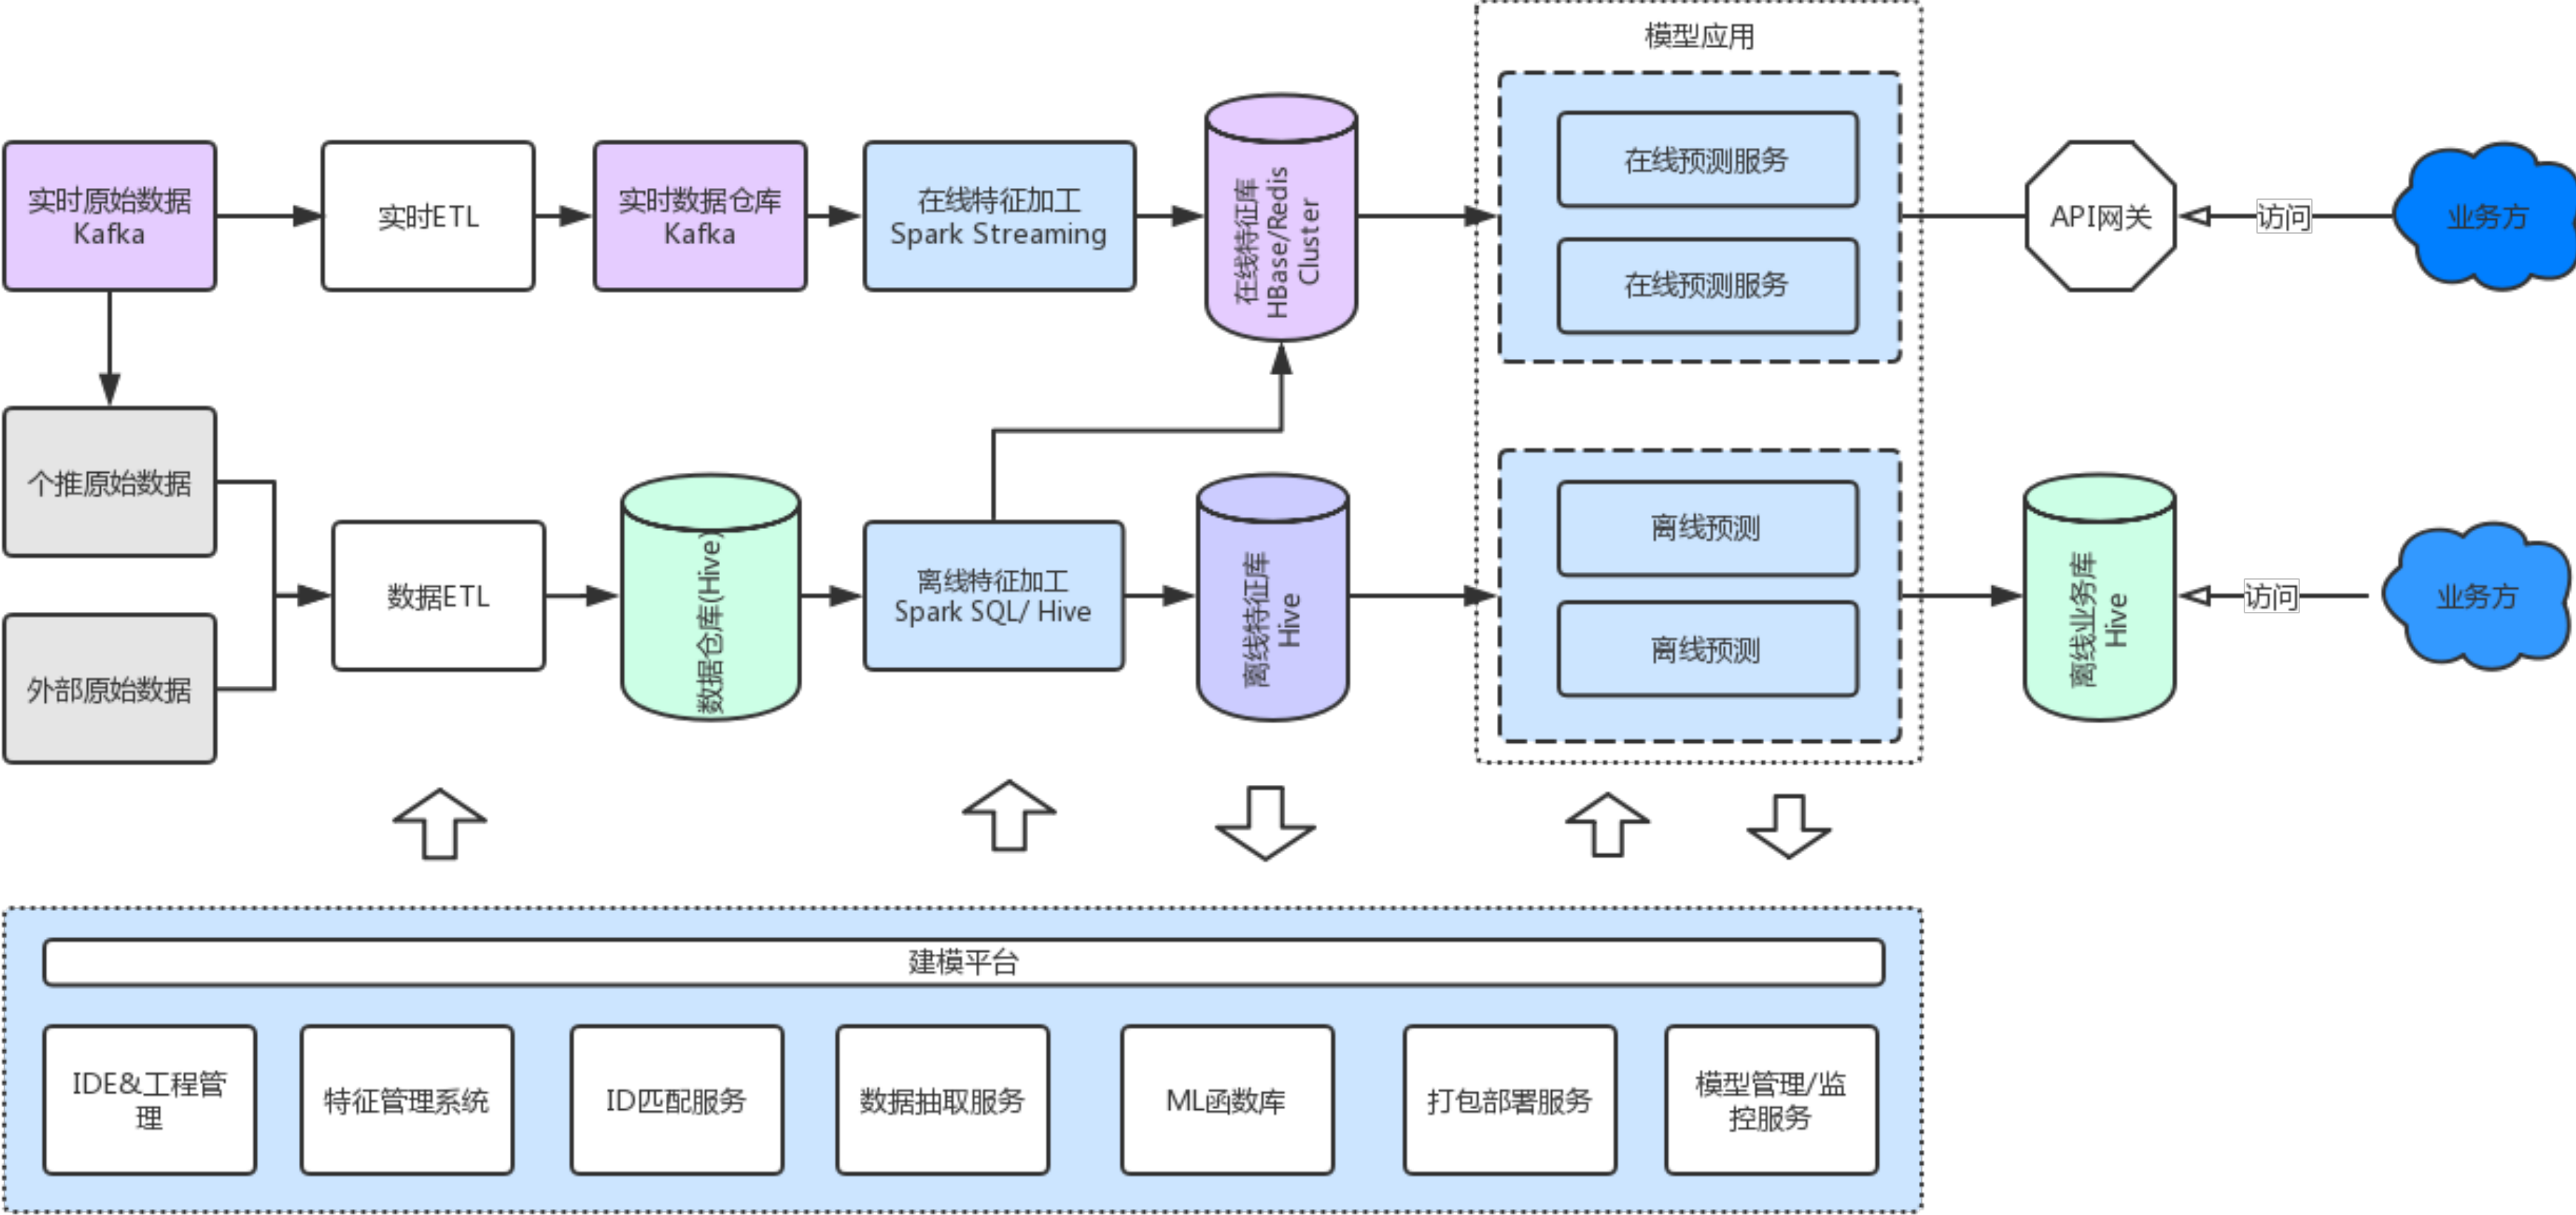 模型应用
实时原始数据
Kafka
实时ETL
实时数据仓库
Kafka
在线特征加工
Spark Streaming
在线特征库
HBase/Redis
Cluster
在线预测服务
在线预测服务
API网关
访问
业务方
个推原始数据
外部原始数据
数据ETL
数据仓库(Hive)
离线特征加工
Spark SQL/ Hive
离线特征库
Hive
离线预测
离线预测
离线业务库
Hive
访问
业务方
建模平台
IDE&工程管
理
特征管理系统
ID匹配服务
数据抽取服务
ML函数库
打包部署服务
模型管理/监
控服务